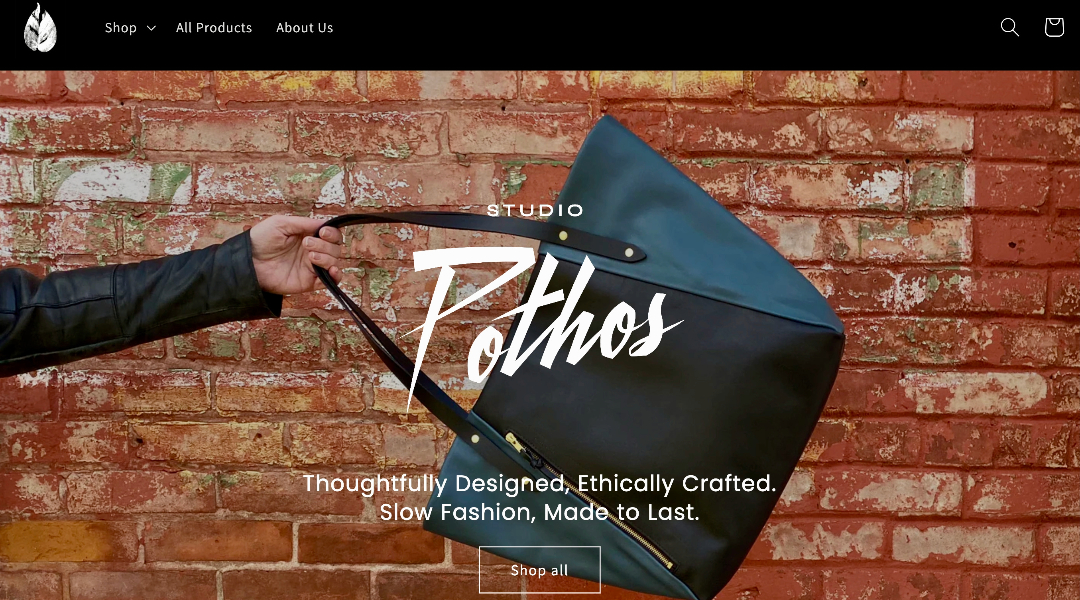 Shop
All Products
About Us
STUDIO
Pothos
Thoughtfully Designed, Ethically Crafted.
Slow Fashion, Made to Last.
Shop all